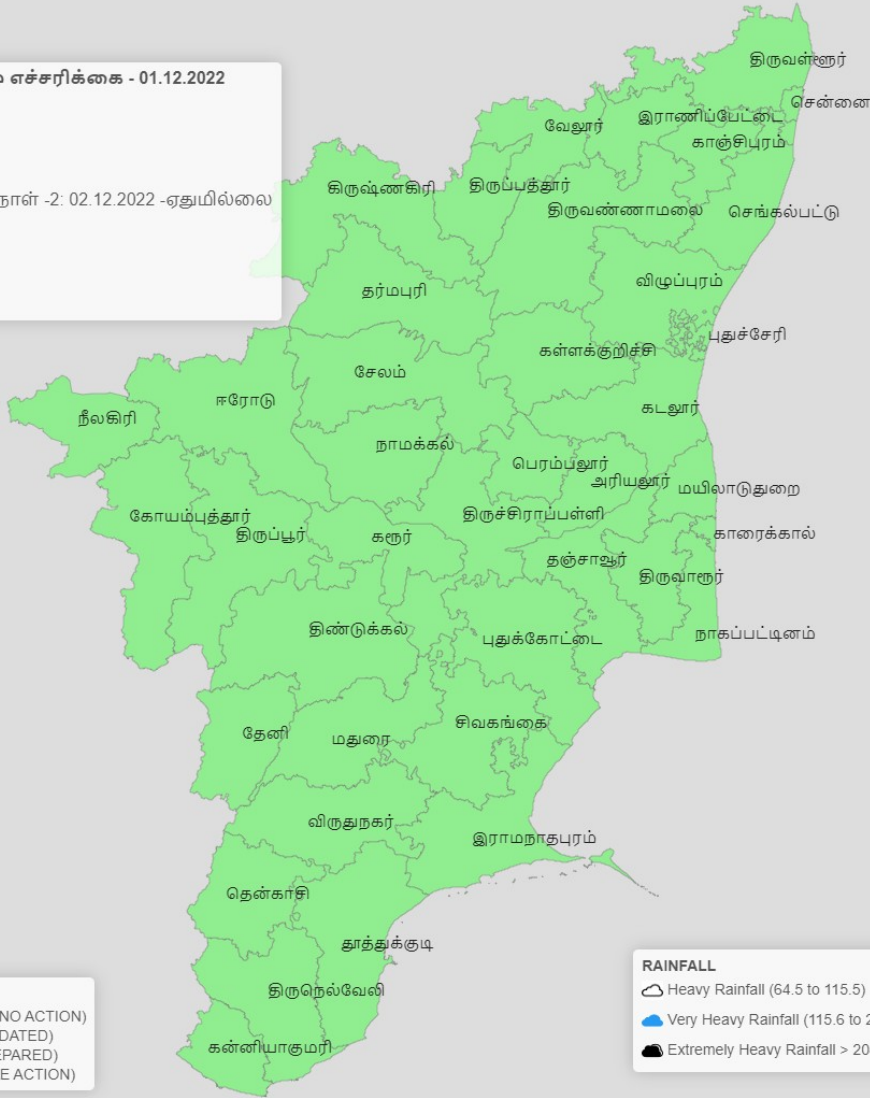 எச்சரிக்கை - 01.12.2022
நாள் -2: 02.12.2022 -ஏதுமில்லை
திருவள்ளூர்
சென்னை
இராணிப்பேட்டை
வேலூர்
காஞ்சிபுரம்
கிருஷ்ணகிரி
திருப்பத்தூர்
திருவண்ணாமலை
செங்கல்பட்டு
விழுப்புரம்
தர்மபுரி
புதுச்சேரி
கள்ளக்குறிச்சி
சேலம்
ஈரோடு
கடலூர்
நீலகிரி
நாமக்கல்
பெரம்பலூர்
அரியலூர்
மயிலாடுதுறை
கோயம்புத்தூர்
திருச்சிராப்பள்ளி
திருப்பூர்
கரூர்
காரைக்கால்
தஞ்சாவூர்
திருவாரூர்
திண்டுக்கல்
புதுக்கோட்டை
நாகப்பட்டினம்
சிவகங்கை
தேனி
மதுரை
விருதுநகர்
இராமநாதபுரம்
தென்காசி
தூத்துக்குடி
திருநெல்வேலி
கன்னியாகுமரி
NO ACTION)
DATED)
EPARED)
E ACTION)
RAINFALL
Heavy Rainfall (64.5 to 115.5)
Very Heavy Rainfall (115.6 to 2
Extremely Heavy Rainfall > 20